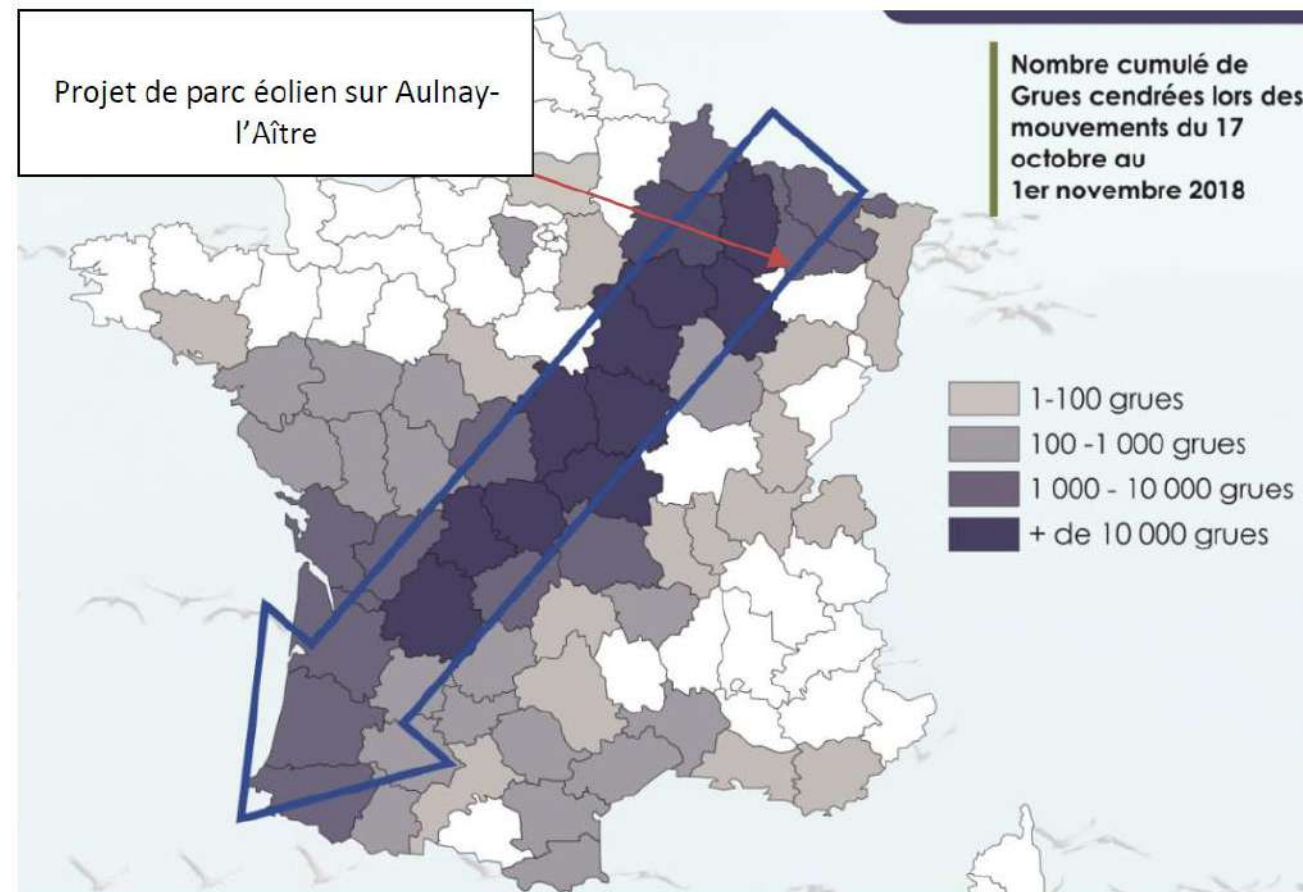 Projet de parc éolien sur Aulnay-
l'Aître
Nombre cumulé de
Grues cendrées lors des
mouvements du 17
octobre au
1er novembre 2018
1-100 grues
100 -1 000 grues
1 000 - 10 000 grues
+ de 10 000 grues